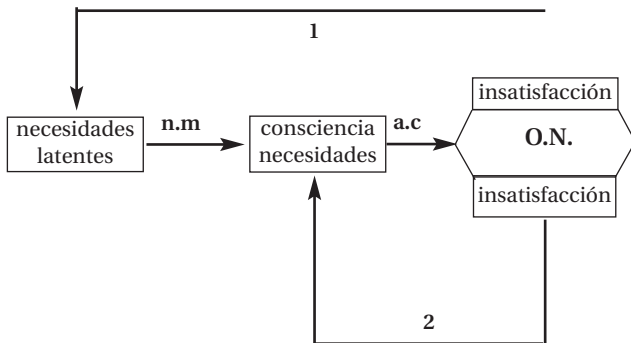 1
insatisfacción
necesidades
latentes
n.m
consciencia
necesidades
a.c
O.N.
insatisfacción
2